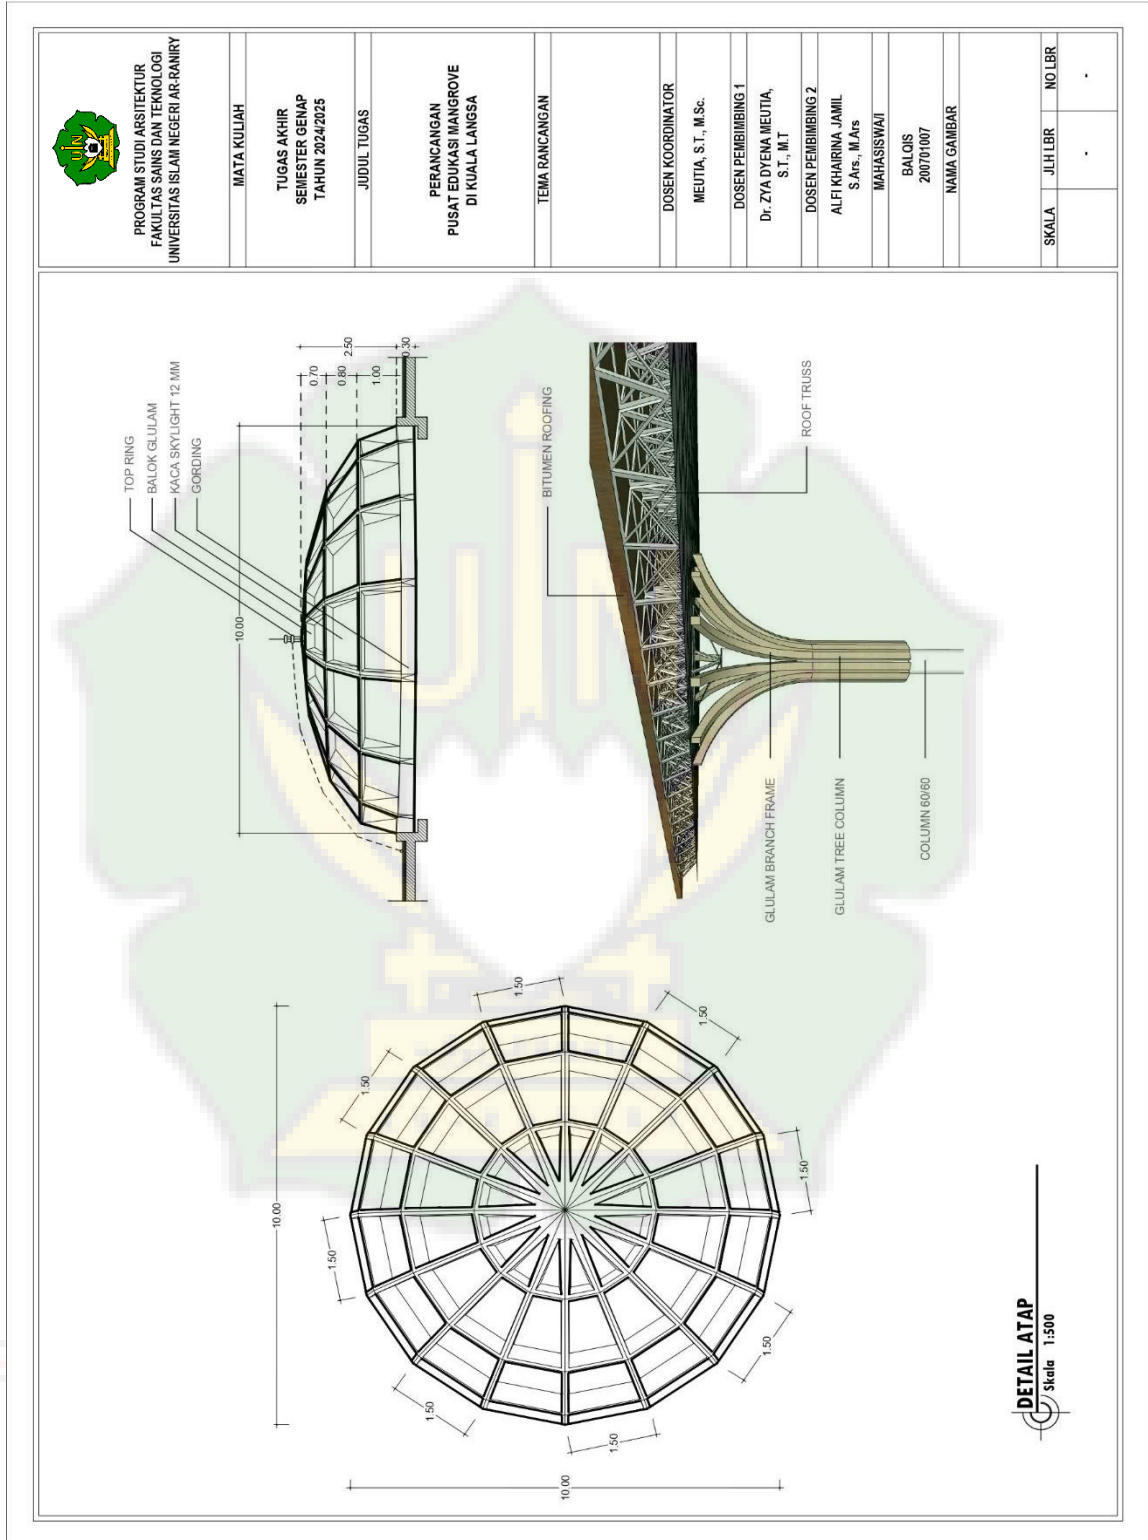 UIN
PROGRAM STUDI ARSITEKTUR
FAKULTAS SAINS DAN TEKNOLOGI
UNIVERSITAS ISLAM NEGERI AR-RANIRY
MATA KULIAH
TUGAS AKHIR
SEMESTER GENAP
TAHUN 2024/2025
JUDUL TUGAS
PERANCANGAN
PUSAT EDUKASI MANGROVE
DI KUALA LANGSA
TEMA RANCANGAN
DOSEN KOORDINATOR
MEUTIA, S.T., M.Sc.
DOSEN PEMBIMBING 1
Dr. ZYA DYENA MEUTIA,
S.T., M.T
DOSEN PEMBIMBING 2
ALFI KHAIRINA JAMIL
S.Ars., M.Ars
MAHASISWA/I
BALQIS
200701007
NAMA GAMBAR
SKALA
JLH LBR
NO LBR
-
-
10.00
10.00
1.50
1.50
1.50
1.50
1.50
1.50
1.50
1.50
TOP RING
BALOK GLULAM
KACA SKYLIGHT 12 MM
GORDING
10.00
0.70
0.80
1.00
2.50
0.30
BITUMEN ROOFING
ROOF TRUSS
GLULAM BRANCH FRAME
GLULAM TREE COLUMN
COLUMN 60/60
UIN
DETAIL ATAP
Skala 1:500